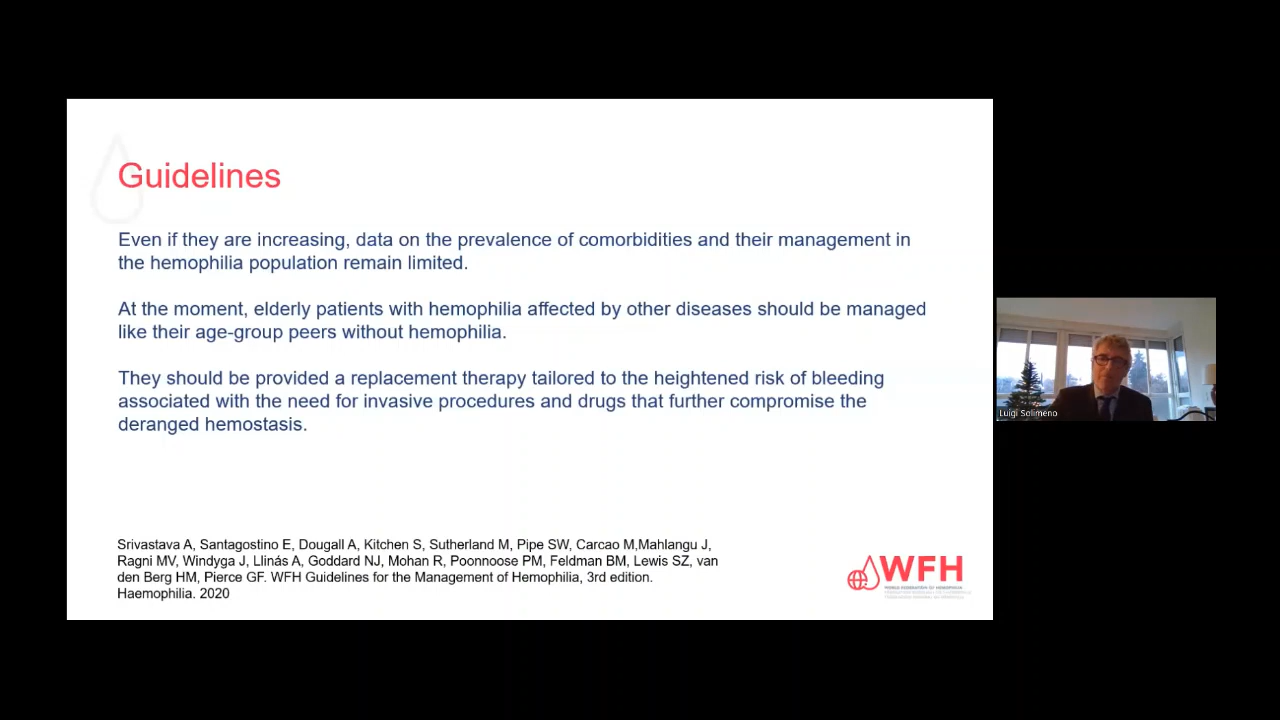 Guidelines
Even if they are increasing, data on the prevalence of comorbidities and their management in
the hemophilia population remain limited.
At the moment, elderly patients with hemophilia affected by other diseases should be managed
like their age-group peers without hemophilia.
They should be provided a replacement therapy tailored to the heightened risk of bleeding
associated with the need for invasive procedures and drugs that further compromise the
deranged hemostasis.
Luigi Solimeno
Srivastava A, Santagostino E, Dougall A, Kitchen S, Sutherland M, Pipe SW, Carcao M,Mahlangu J,
Ragni MV, Windyga J, Llinás A, Goddard NJ, Mohan R, Poonnoose PM, Feldman BM, Lewis SZ, van
den Berg HM, Pierce GF. WFH Guidelines for the Management of Hemophilia, 3rd edition.
Haemophilia. 2020
WFH
WORLD FEDERATION OF HEMOPHILIA